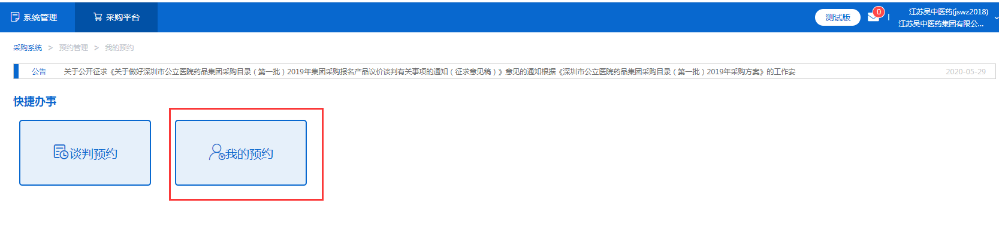 系统管理 采购平台 测试版 0 江苏吴中医药(jswz2018)
江苏吴中医药集团有限公...
采购系统 > 预约管理 > 我的预约
公告 关于公开征求《关于做好深圳市公立医院药品集团采购目录（第一批）2019年集团采购报名产品议价谈判有关事项的通知（征求意见稿）》意见的通知根据《深圳市公立医院药品集团采购目录（第一批）2019年采购方案》的工作安 2020-05-29
快捷办事
谈判预约 我的预约